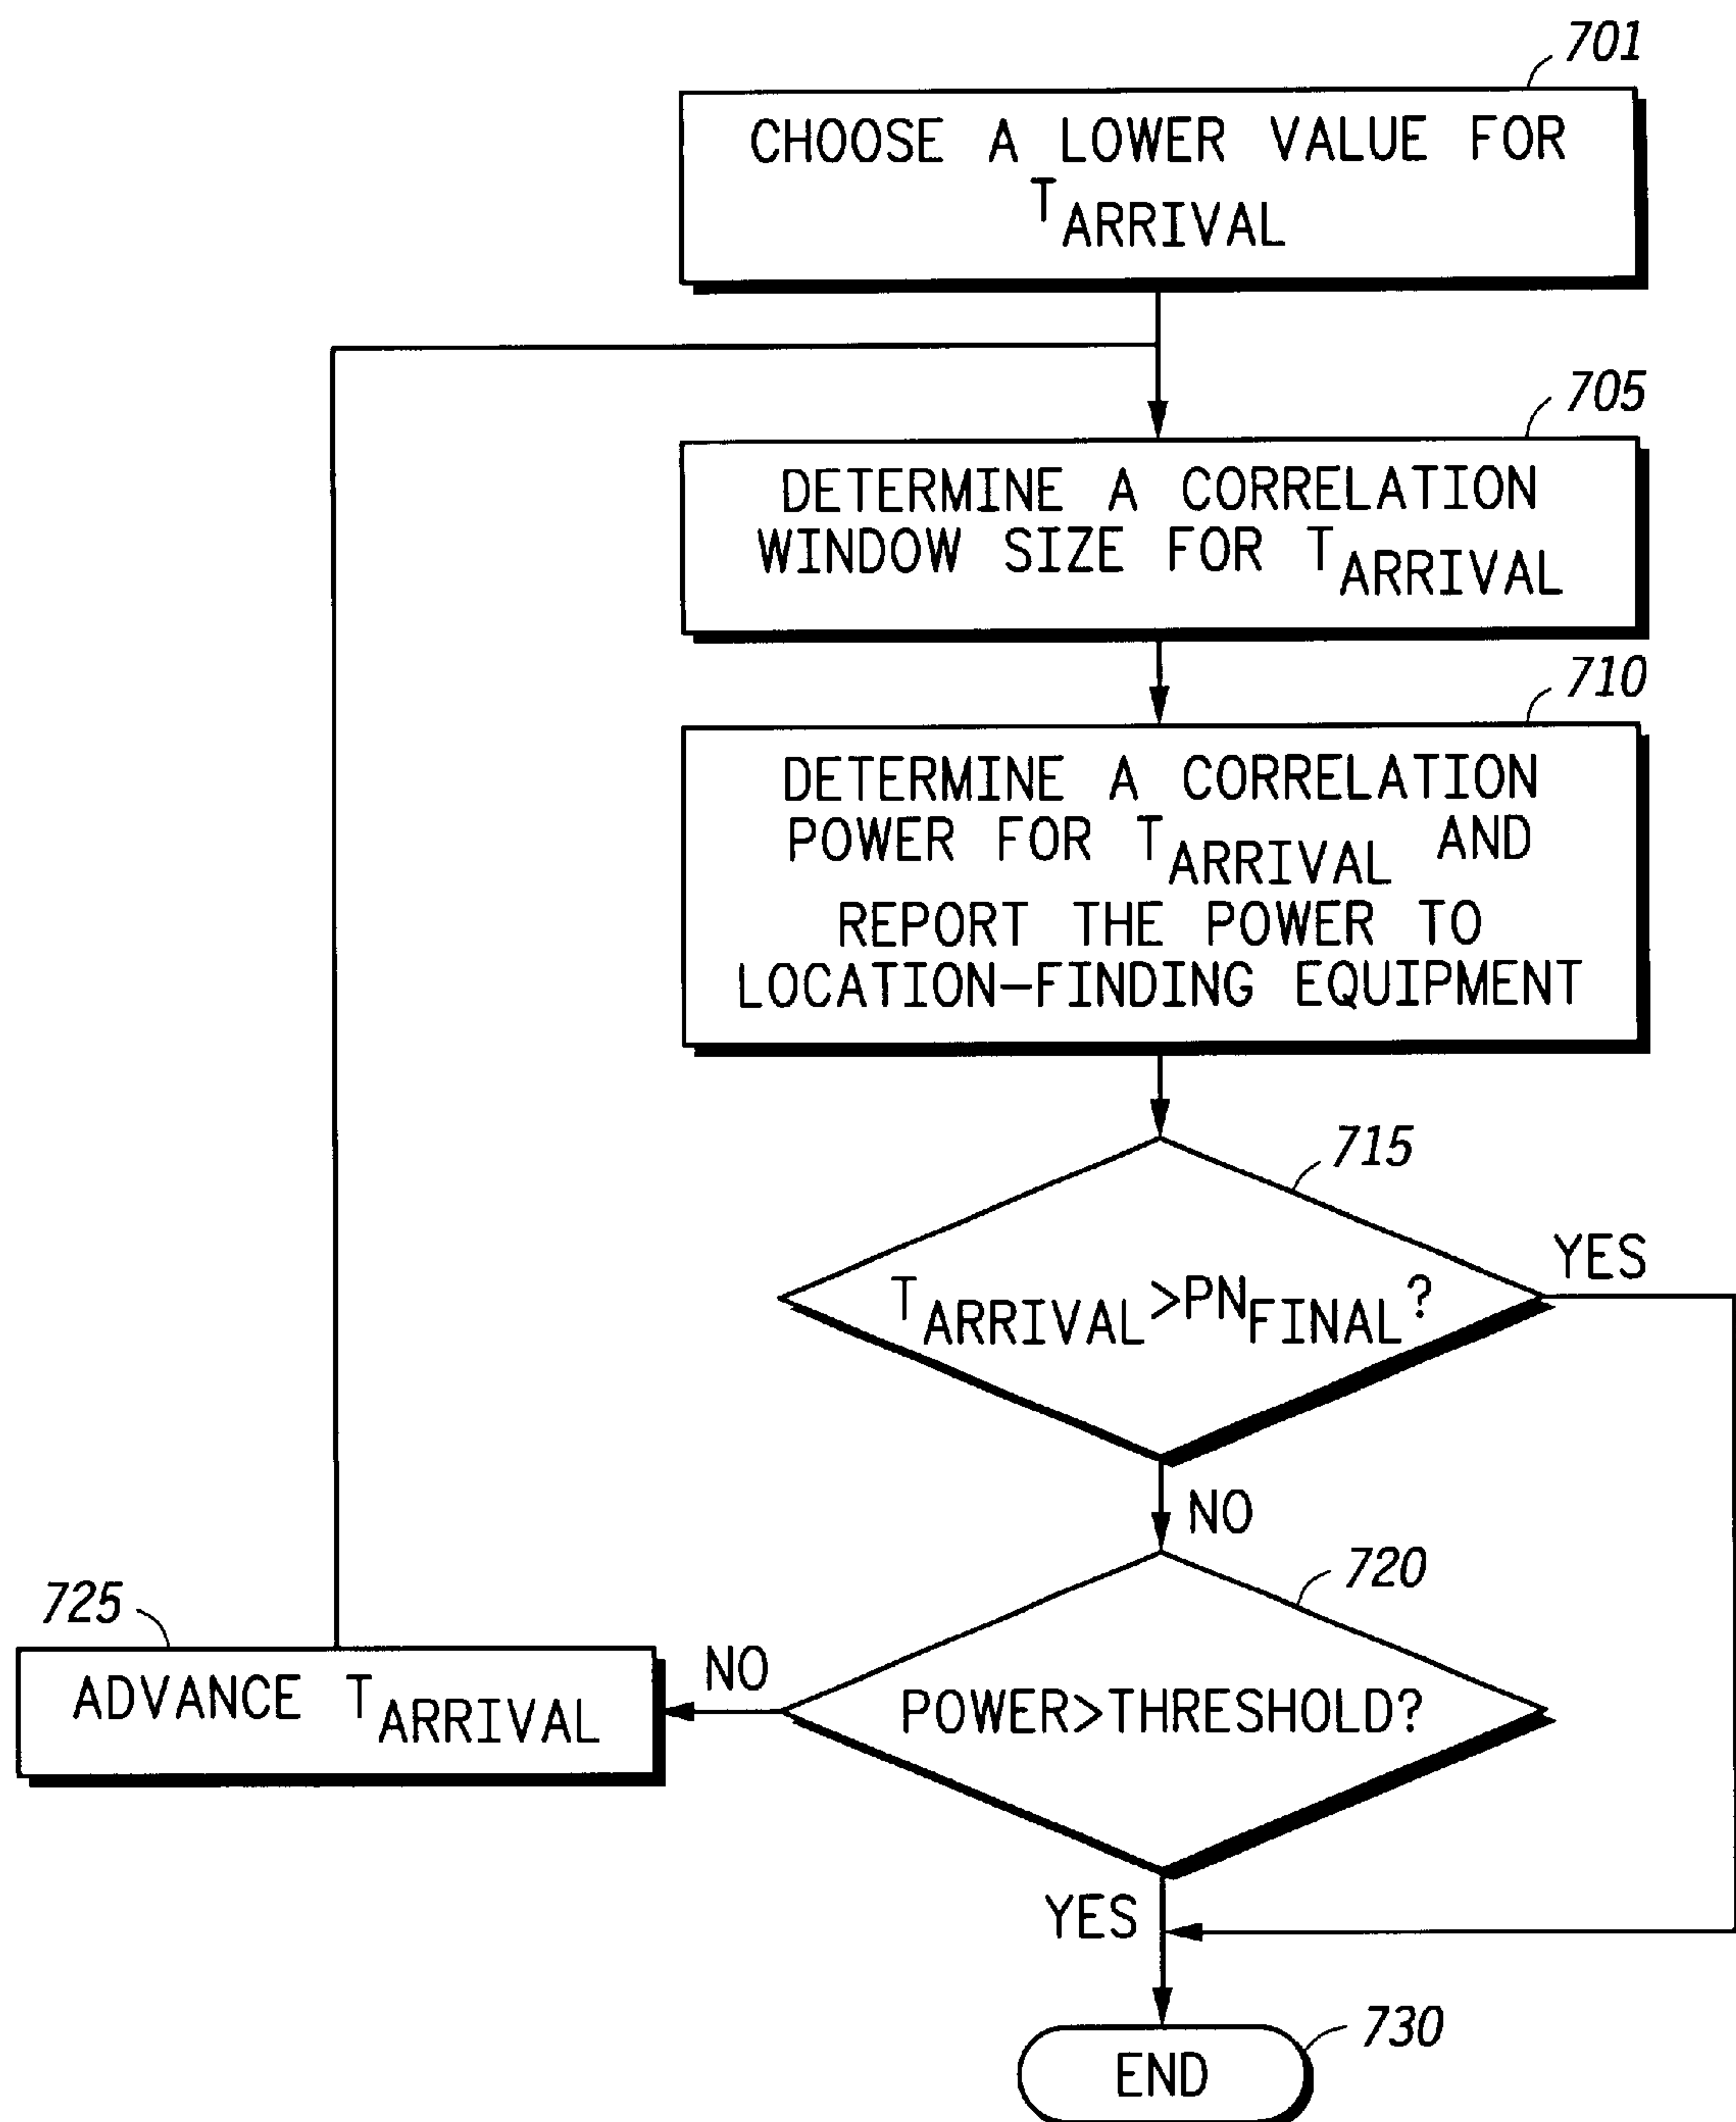 701
CHOOSE A LOWER VALUE FOR
TARRIVAL
705
DETERMINE A CORRELATION
WINDOW SIZE FOR TARRIVAL
710
DETERMINE A CORRELATION
POWER FOR TARRIVAL AND
REPORT THE POWER TO
LOCATION-FINDING EQUIPMENT
715
YES
TARRIVAL>PNFINAL?
NO
720
725
NO
ADVANCE TARRIVAL
POWER>THRESHOLD?
YES
730
END